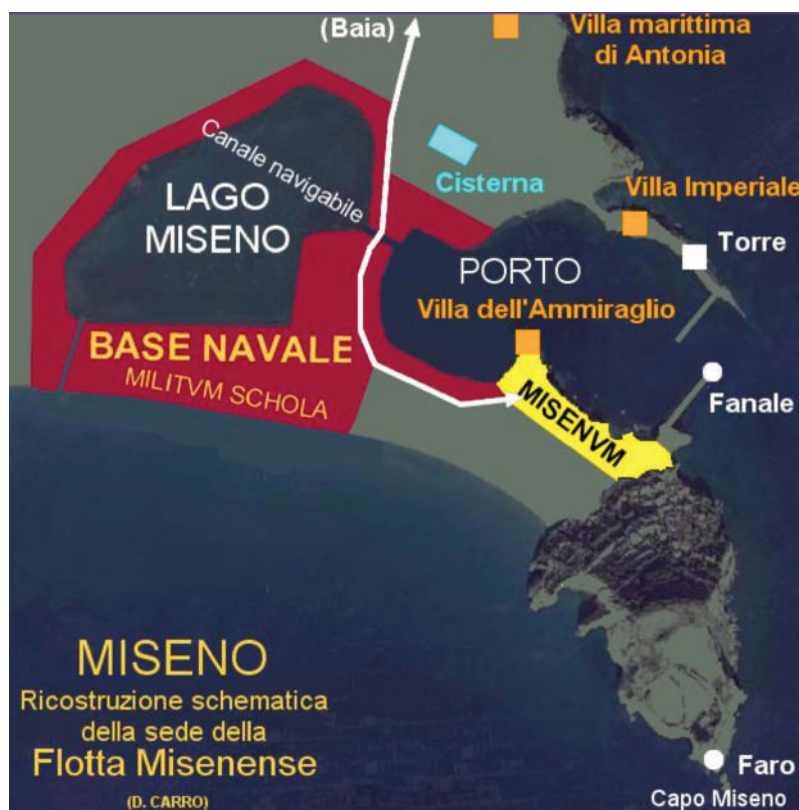 (Baia)
Villa marittima
di Antonia
Canale navigabile
Cisterna
LAGO
MISENO
Villa Imperiale
Torre
PORTO
Villa dell'Ammiraglio
BASE NAVALE
MILITVM SCHOLA
MISENVM
Fanale
MISENO
Ricostruzione schematica
della sede della
Flotta Misenense
(D. CARRO)
Faro
Capo Miseno